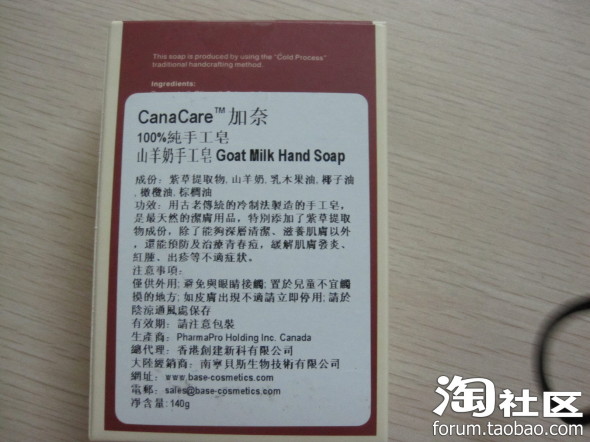 This soap is produced by using the "Cold Process"
traditional handcrafting method.
Ingredients:
CanaCare™加奈
100%純手工皂
山羊奶手工皂 Goat Milk Hand Soap
成份：紫草提取物,山羊奶,乳木果油,椰子油
,橄欖油,棕櫚油
功效：用古老傳統的冷制法製造的手工皂，
是最天然的潔膚用品，特別添加了紫草提取
物成份，除了能夠深層清潔、滋養肌膚以外
，還能預防及治療青春痘，緩解肌膚發炎、
紅腫、出疹等不適症狀。
注意事項：
僅供外用；避免與眼睛接觸；置於兒童不宜觸
摸的地方；如皮膚出現不適請立即停用；請於
陰涼通風處保存
有效期：請注意包裝
生產商：PharmaPro Holding Inc. Canada
總代理：香港創建新科有限公司
大陸經銷商：南寧貝斯生物技術有限公司
網址：www.base-cosmetics.com
電郵：sales@base-cosmetics.com
淨含量:140g
淘社区
forum.taobao.com